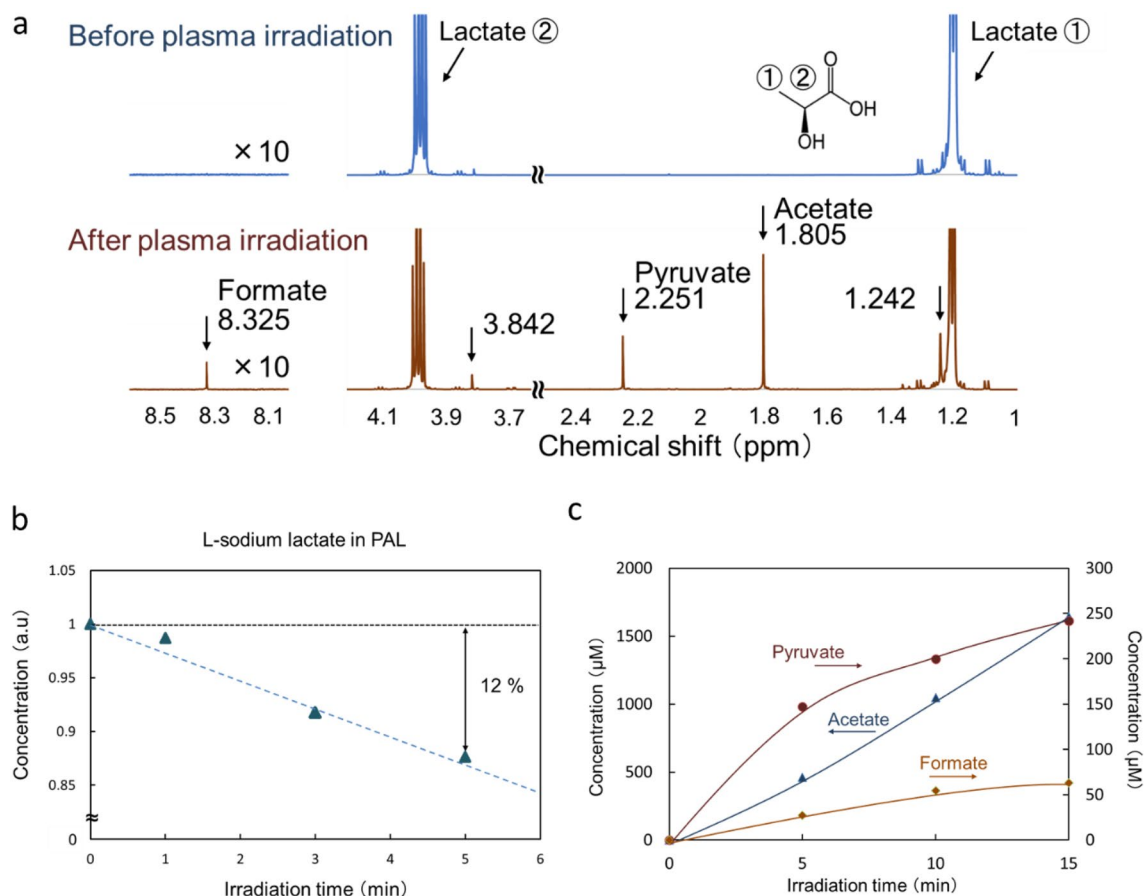 a
Before plasma irradiation
Lactate ②
Lactate ①
① ②
O
OH
OH
×10
After plasma irradiation
Acetate
1.805
Formate
8.325
Pyruvate
2.251
1.242
3.842
×10
8.5 8.3 8.1 4.1 3.9 3.7 2.4 2.2 2 1.8 1.6 1.4 1.2 1
Chemical shift (ppm)
b
L-sodium lactate in PAL
1.05
1
0.95
0.9
0.85
0
12 %
Concentration (a.u)
0 1 2 3 4 5 6
Irradiation time (min)
c
2000
1500
1000
500
0
Concentration (μM)
Pyruvate
Acetate
Formate
300
250
200
150
100
50
0
Concentration (μM)
0 5 10 15
Irradiation time (min)